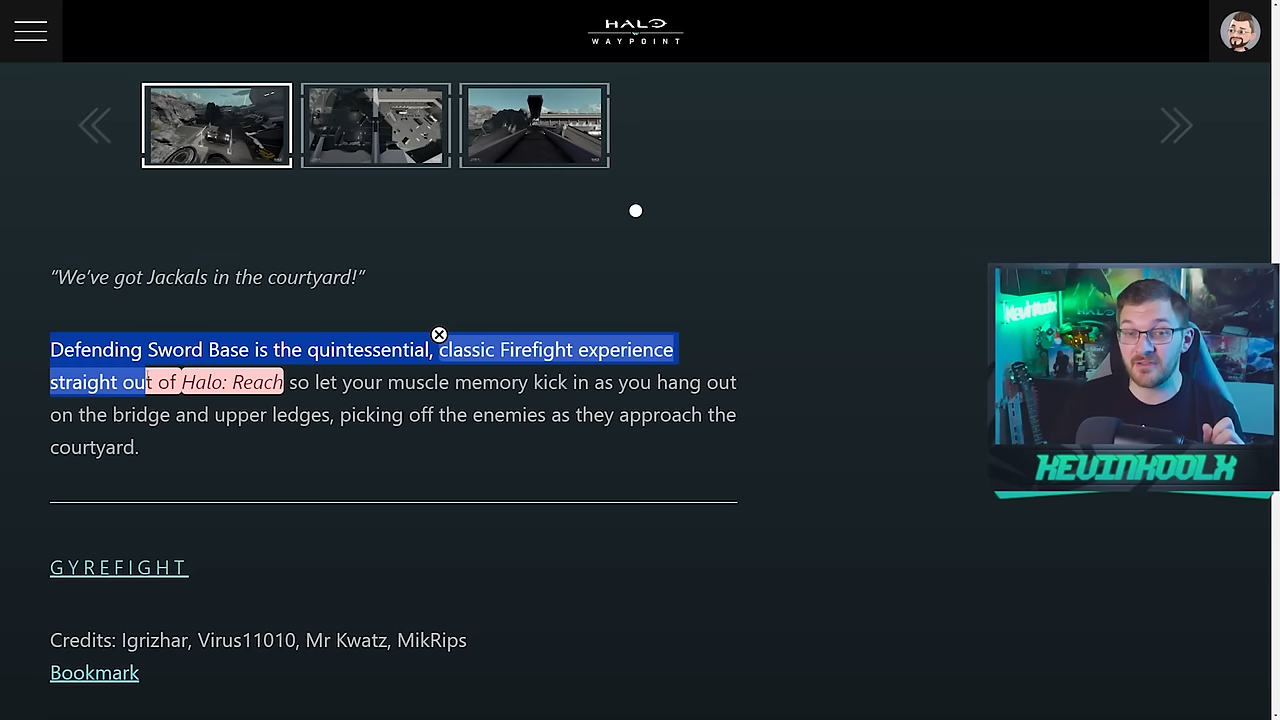 HALO
WAYPOINT
“We’ve got Jackals in the courtyard!”
Defending Sword Base is the quintessential, classic Firefight experience
straight out of Halo: Reach so let your muscle memory kick in as you hang out
on the bridge and upper ledges, picking off the enemies as they approach the
courtyard.
KevinKoolx
KEVINKOOLX
GYREFIGHT
Credits: Igrizhar, Virus11010, Mr Kwatz, MikRips
Bookmark